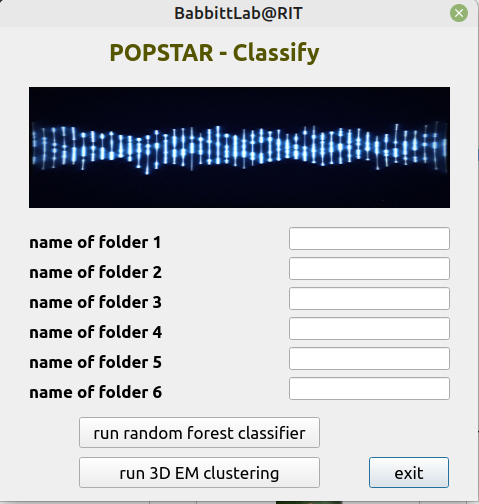 BabbittLab@RIT
POPSTAR - Classify
name of folder 1
name of folder 2
name of folder 3
name of folder 4
name of folder 5
name of folder 6
run random forest classifier
run 3D EM clustering exit